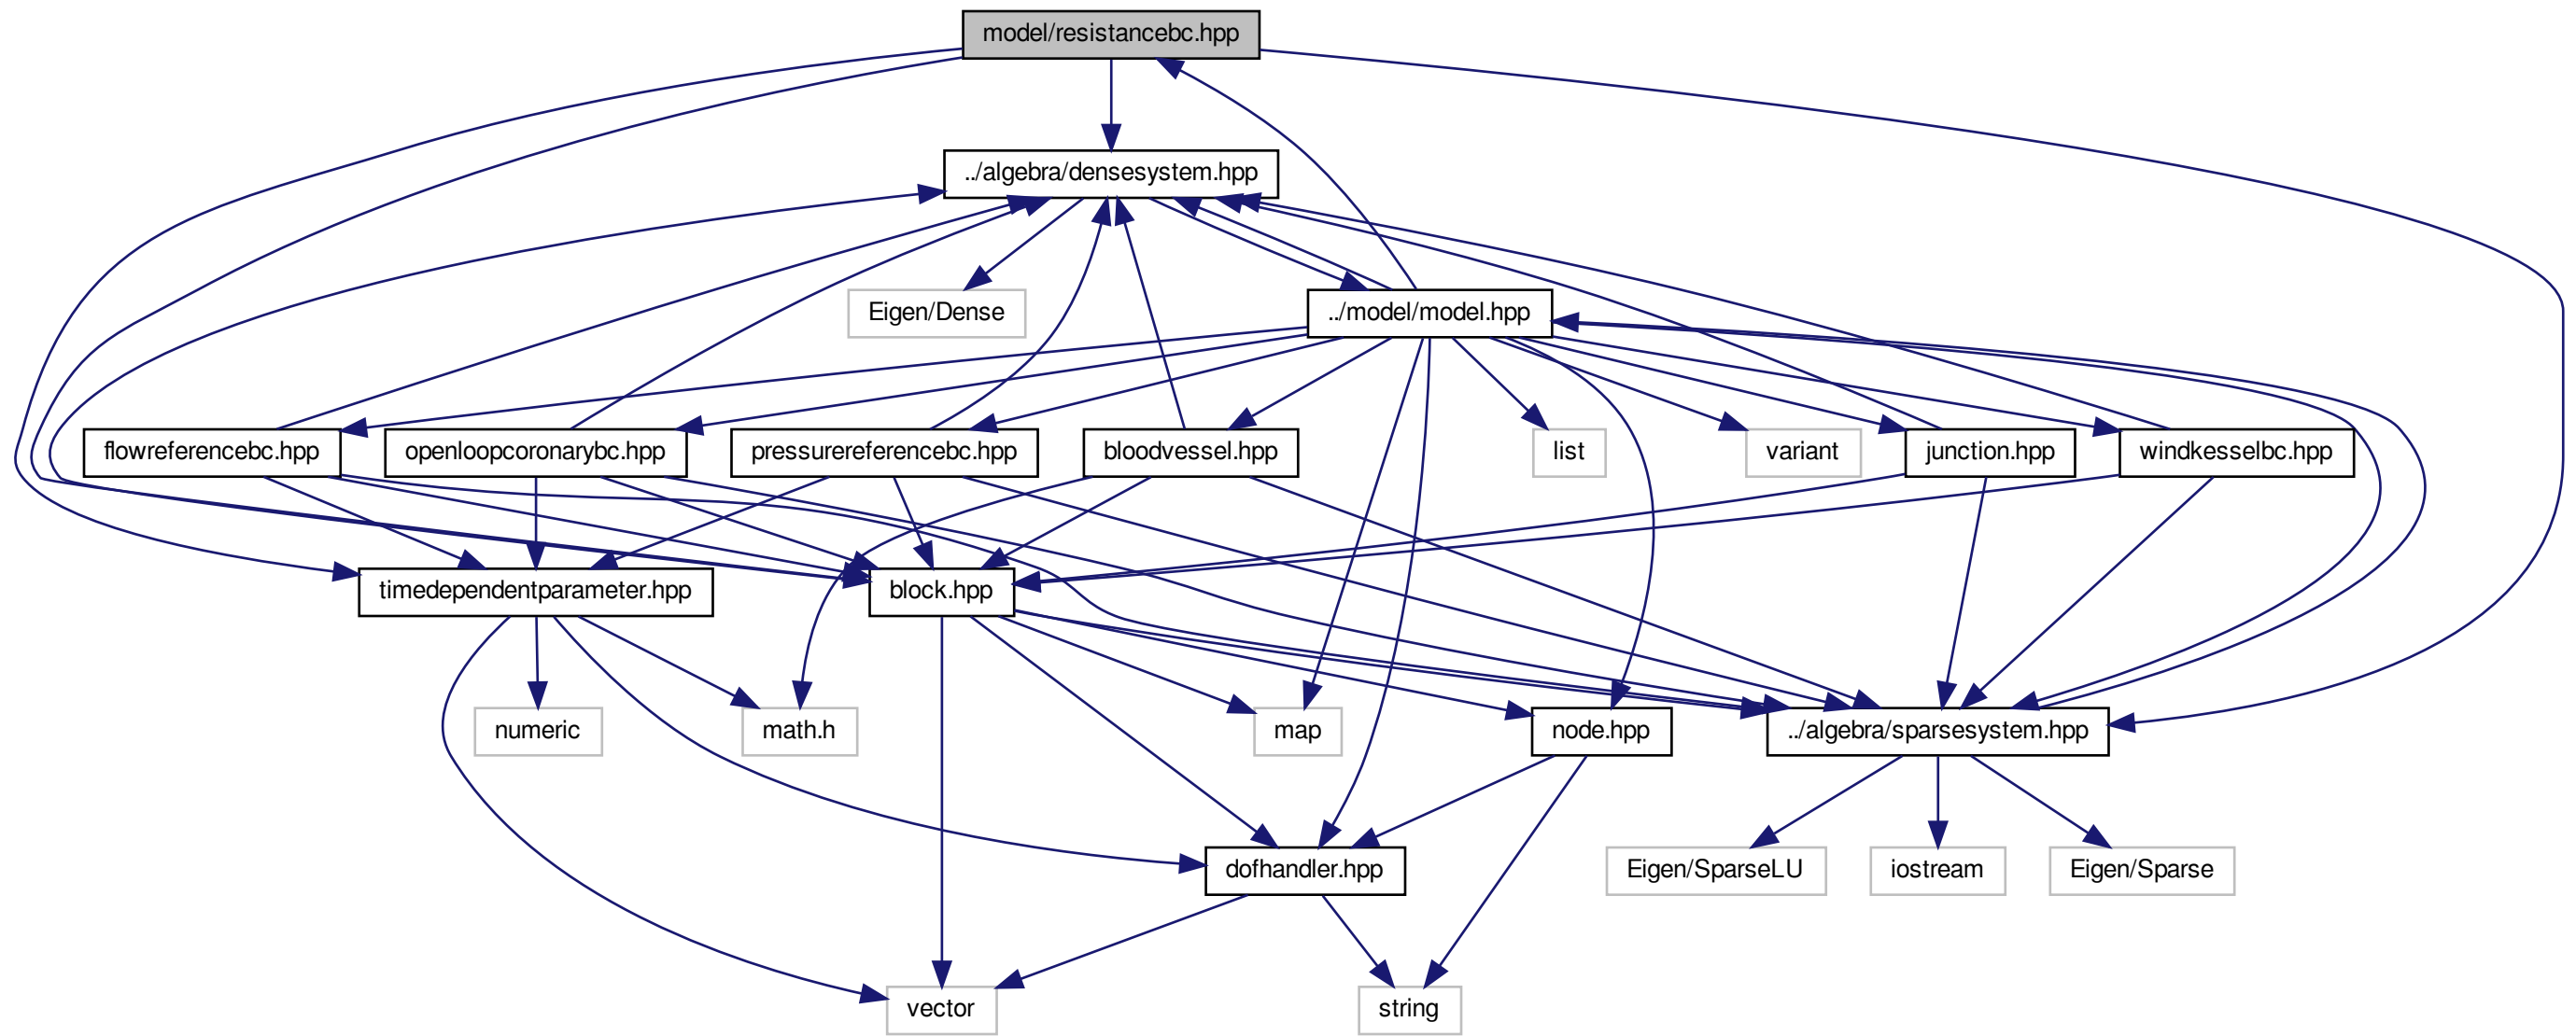 model/resistancebc.hpp
../algebra/densesystem.hpp
Eigen/Dense
../model/model.hpp
flowreferencebc.hpp
openloopcoronarybc.hpp
pressurereferencebc.hpp
bloodvessel.hpp
list
variant
junction.hpp
windkesselbc.hpp
timedependentparameter.hpp
block.hpp
numeric
math.h
map
node.hpp
../algebra/sparsesystem.hpp
dofhandler.hpp
Eigen/SparseLU
iostream
Eigen/Sparse
vector
string